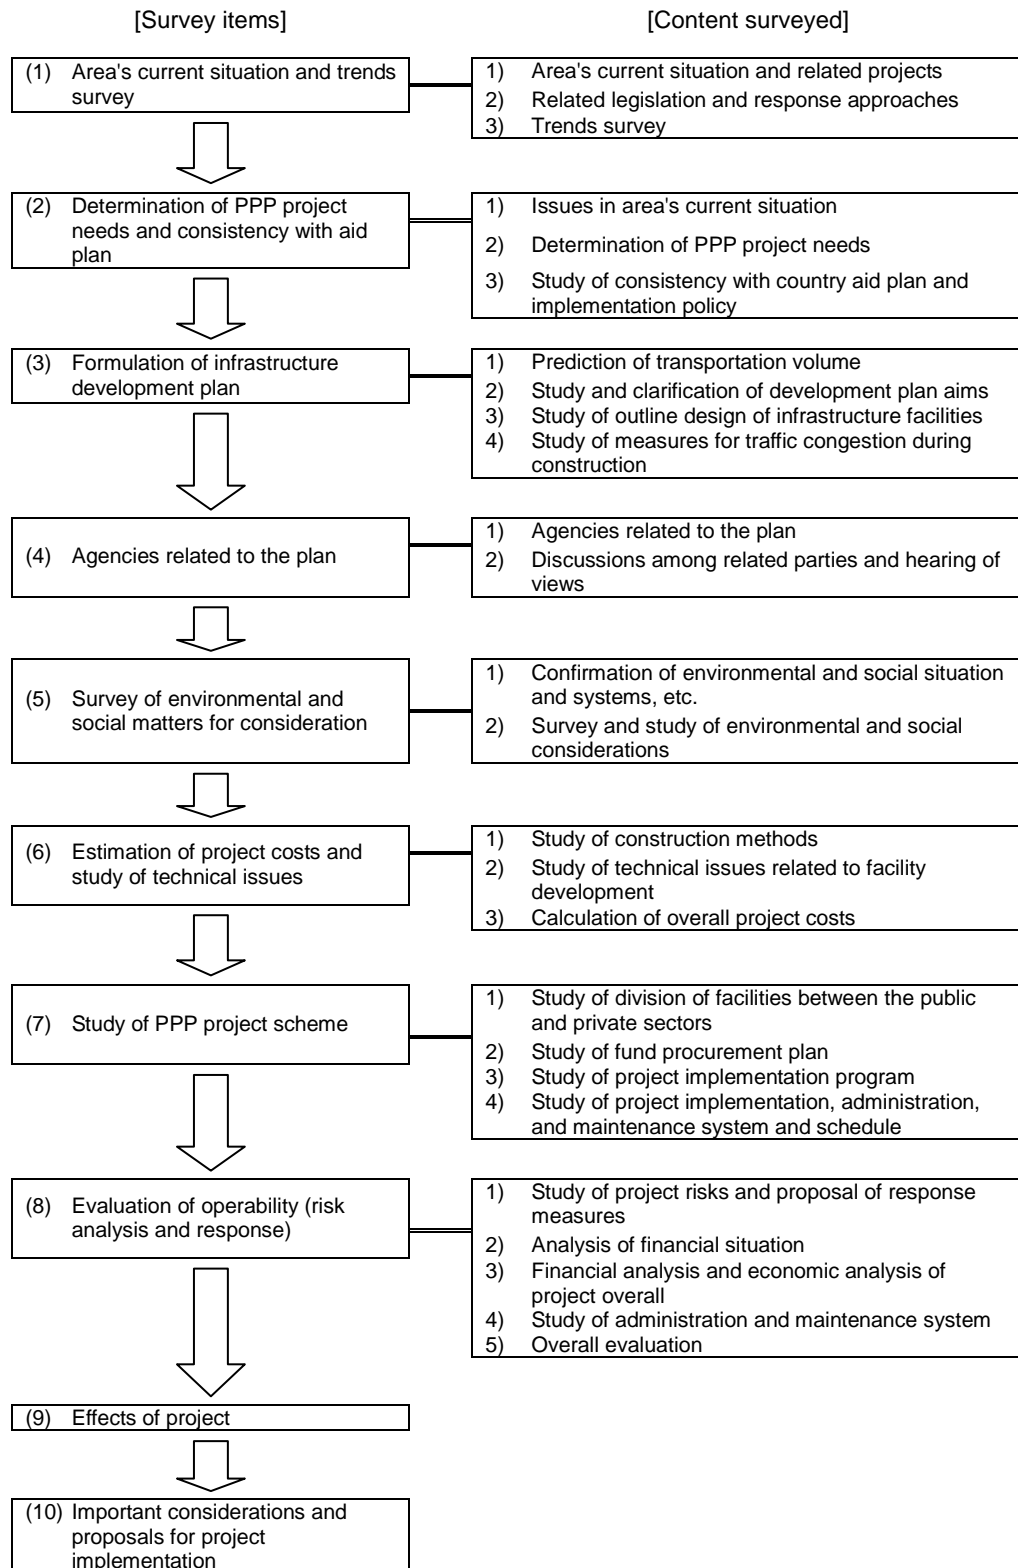 [Survey items]
[Content surveyed]
(1) Area's current situation and trends
survey
1) Area's current situation and related projects
2) Related legislation and response approaches
3) Trends survey
(2) Determination of PPP project
needs and consistency with aid
plan
1) Issues in area's current situation
2) Determination of PPP project needs
3) Study of consistency with country aid plan and
implementation policy
(3) Formulation of infrastructure
development plan
1) Prediction of transportation volume
2) Study and clarification of development plan aims
3) Study of outline design of infrastructure facilities
4) Study of measures for traffic congestion during
construction
(4) Agencies related to the plan
1) Agencies related to the plan
2) Discussions among related parties and hearing of
views
(5) Survey of environmental and
social matters for consideration
1) Confirmation of environmental and social situation
and systems, etc.
2) Survey and study of environmental and social
considerations
(6) Estimation of project costs and
study of technical issues
1) Study of construction methods
2) Study of technical issues related to facility
development
3) Calculation of overall project costs
(7) Study of PPP project scheme
1) Study of division of facilities between the public
and private sectors
2) Study of fund procurement plan
3) Study of project implementation program
4) Study of project implementation, administration,
and maintenance system and schedule
(8) Evaluation of operability (risk
analysis and response)
1) Study of project risks and proposal of response
measures
2) Analysis of financial situation
3) Financial analysis and economic analysis of
project overall
4) Study of administration and maintenance system
5) Overall evaluation
(9) Effects of project
(10) Important considerations and
proposals for project
implementation